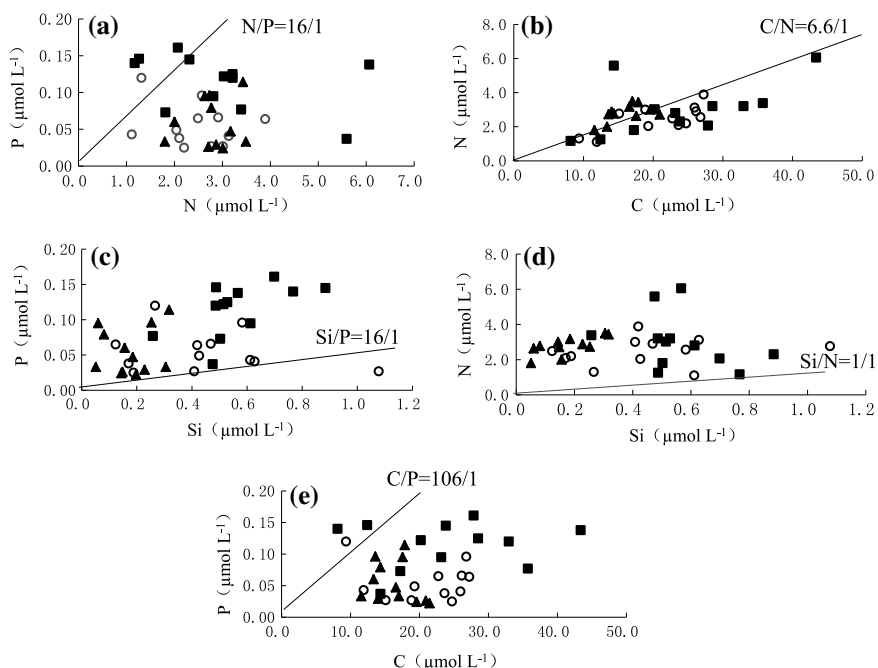 (a)
N/P=16/1
P（µmol L⁻¹）
0.20
0.15
0.10
0.05
0.00
0.0 1.0 2.0 3.0 4.0 5.0 6.0 7.0
N（µmol L⁻¹）
(b)
C/N=6.6/1
N（µmol L⁻¹）
8.0
6.0
4.0
2.0
0.0
0.0 10.0 20.0 30.0 40.0 50.0
C（µmol L⁻¹）
(c)
Si/P=16/1
P（µmol L⁻¹）
0.20
0.15
0.10
0.05
0.00
0 0.2 0.4 0.6 0.8 1.0 1.2
Si（µmol L⁻¹）
(d)
Si/N=1/1
N（µmol L⁻¹）
8.0
6.0
4.0
2.0
0.0
0.0 0.2 0.4 0.6 0.8 1.0 1.2
Si（µmol L⁻¹）
(e)
C/P=106/1
P（µmol L⁻¹）
0.20
0.15
0.10
0.05
0.00
0.0 10.0 20.0 30.0 40.0 50.0
C（µmol L⁻¹）